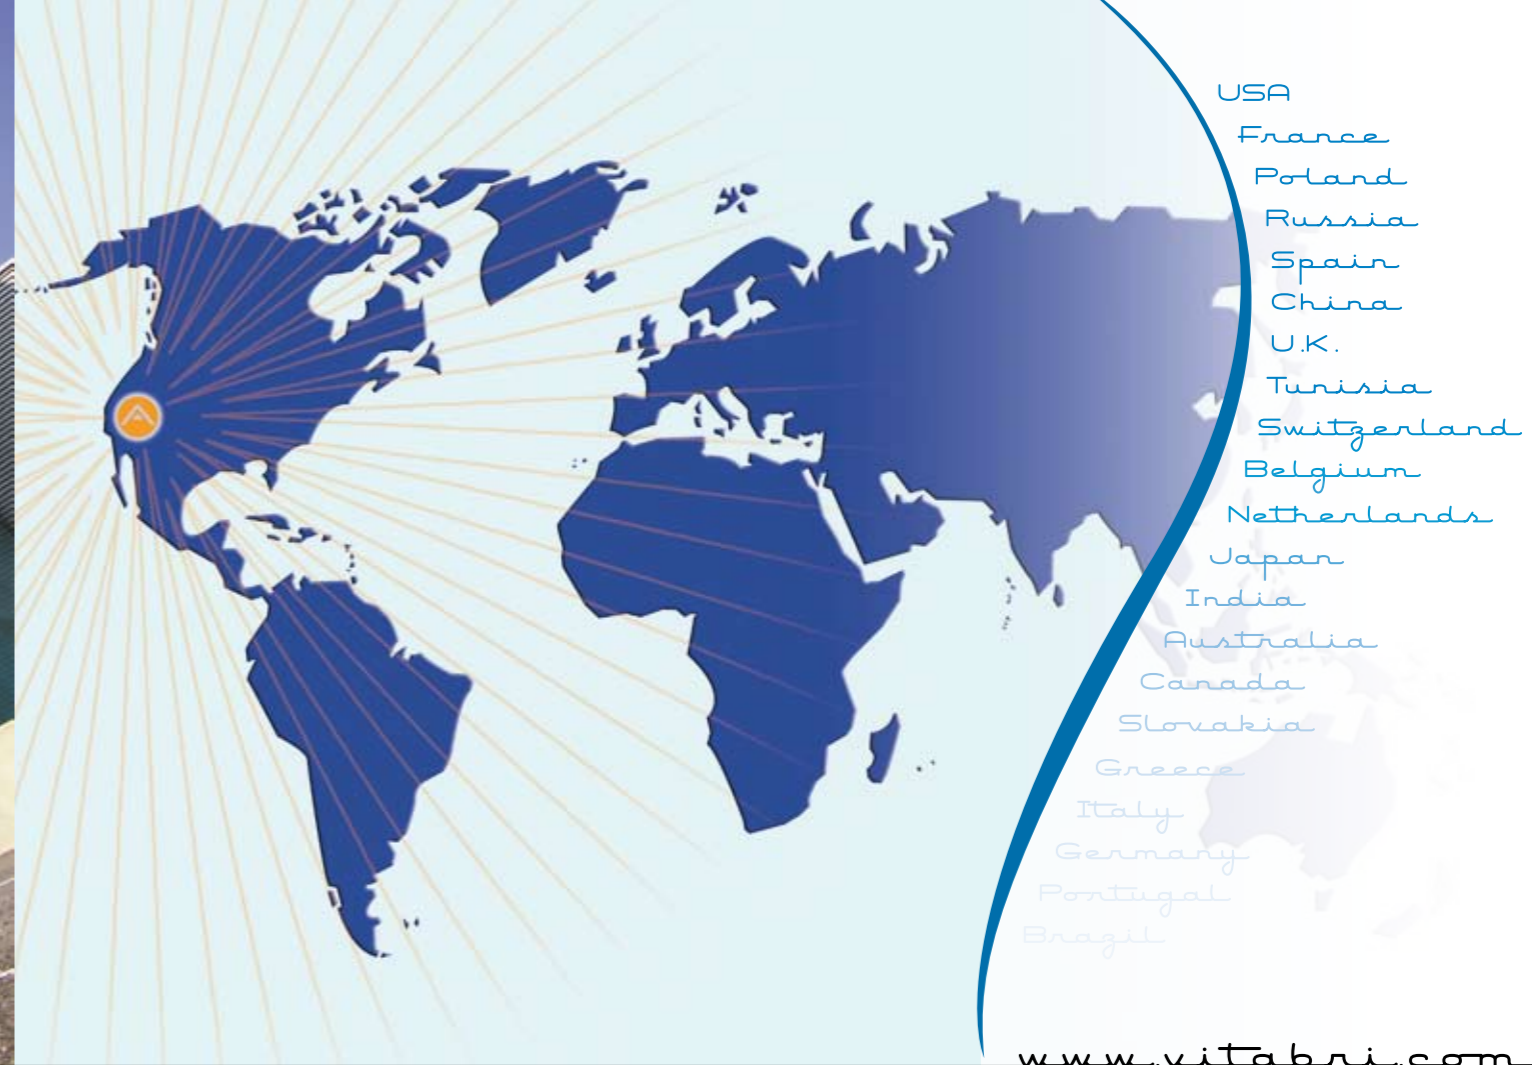 USA
France
Poland
Russia
Spain
China
U.K.
Tunisia
Switzerland
Belgium
Netherlands
Japan
India
Australia
Canada
Slovakia
Greece
Italy
Germany
Portugal
Brazil
www.vitabri.com